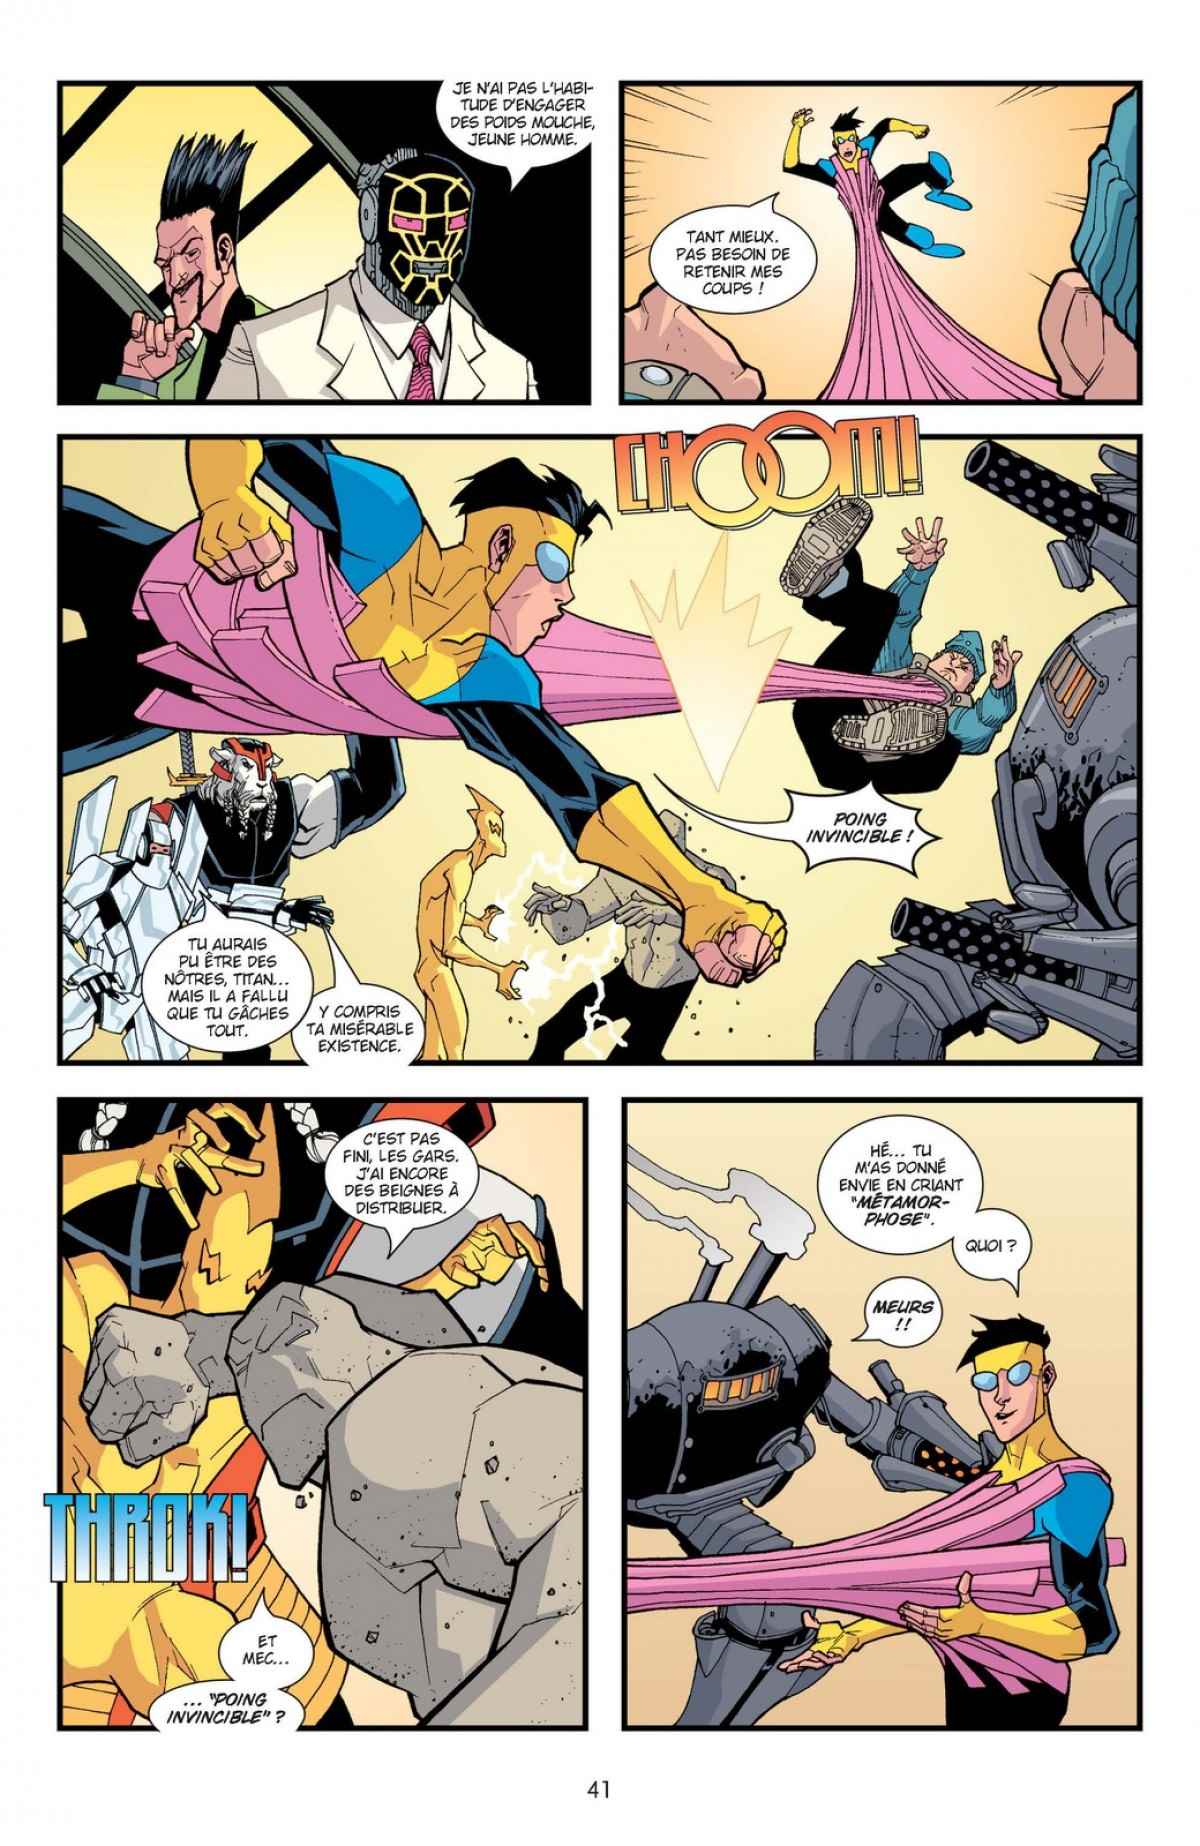 JE N'AI PAS L'HABI-
TUDE D'ENGAGER
DES POIDS MOUCHE,
JEUNE HOMME.
TANT MIEUX.
PAS BESOIN DE
RETENIR MES
COUPS !
CHOOM!
POING
INVINCIBLE !
TU AURAIS
PU ÊTRE DES
NÔTRES, TITAN...
MAIS IL A FALLU
QUE TU GÂCHES
TOUT.
Y COMPRIS
TA MISÉRABLE
EXISTENCE.
C'EST PAS
FINI, LES GARS.
J'AI ENCORE
DES BEIGNES À
DISTRIBUER.
THROK!
ET
MEC...
... "POING
INVINCIBLE" ?
HÉ... TU
M'AS DONNÉ
ENVIE EN CRIANT
"MÉTAMOR-
PHOSE".
QUOI ?
MEURS
!!
41